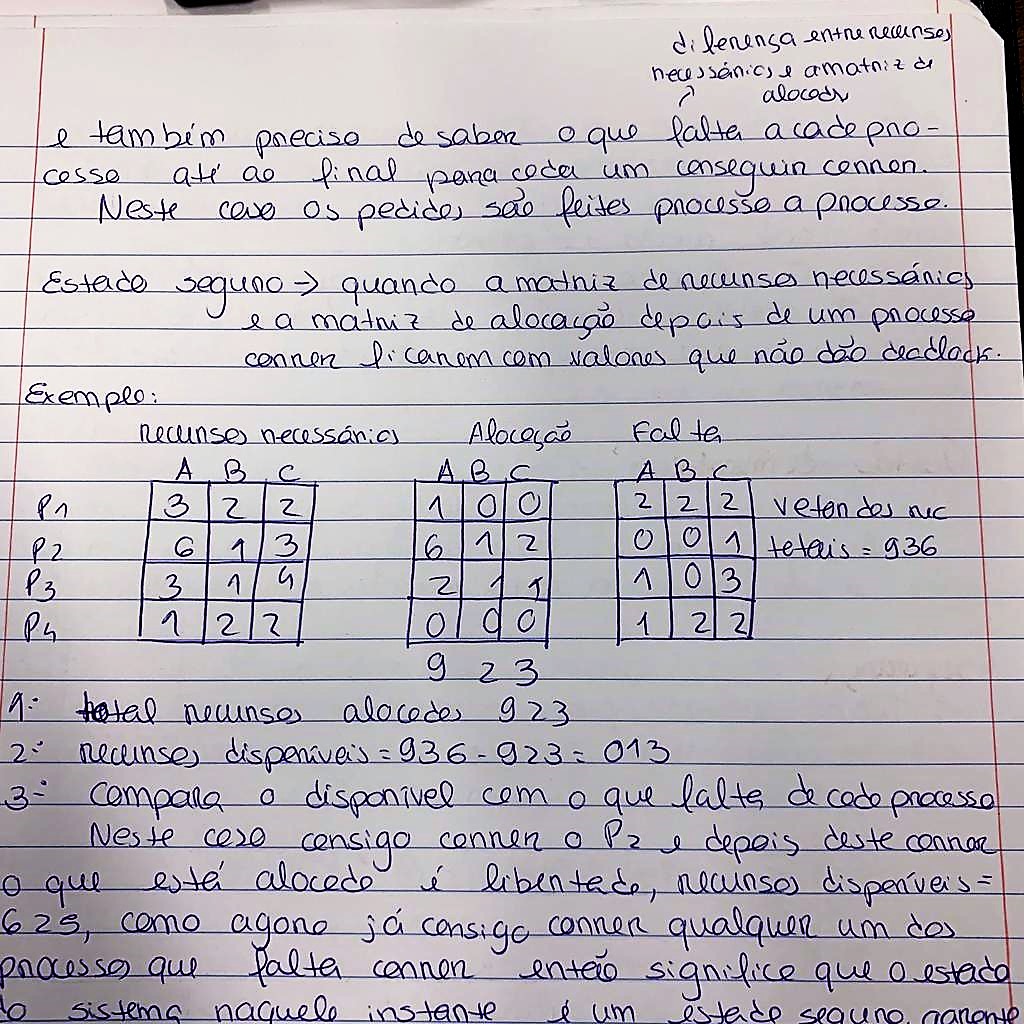 diferença entre recursos
necessários e a matriz de
alocado
e também preciso de saber o que falta a cada pro-
cesso até ao final para cada um conseguir correr.
Neste caso os pedidos são feitos processo a processo.
Estado seguro → quando a matriz de recursos necessários
e a matriz de alocação depois de um processo
correr ficarem com valores que não dão deadlock.
Exemplo:
recursos necessários Alocação Falta
A B C A B C A B C
P1 3 2 2 1 0 0 2 2 2 vetor dos rec
P2 6 1 3 6 1 2 0 0 1 totais = 936
P3 3 1 4 2 1 1 1 0 3
P4 1 2 2 0 0 0 1 2 2
9 2 3
1º total recursos alocados 923
2º recursos disponíveis = 936 - 923 = 013
3º compara o disponível com o que falta de cada processo
Neste caso consigo correr o P2 e depois deste correr
o que está alocado é libertado, recursos disponíveis =
625, como agora já consigo correr qualquer um dos
processos que falta correr então significa que o estado
do sistema naquele instante é um estado seguro, garante